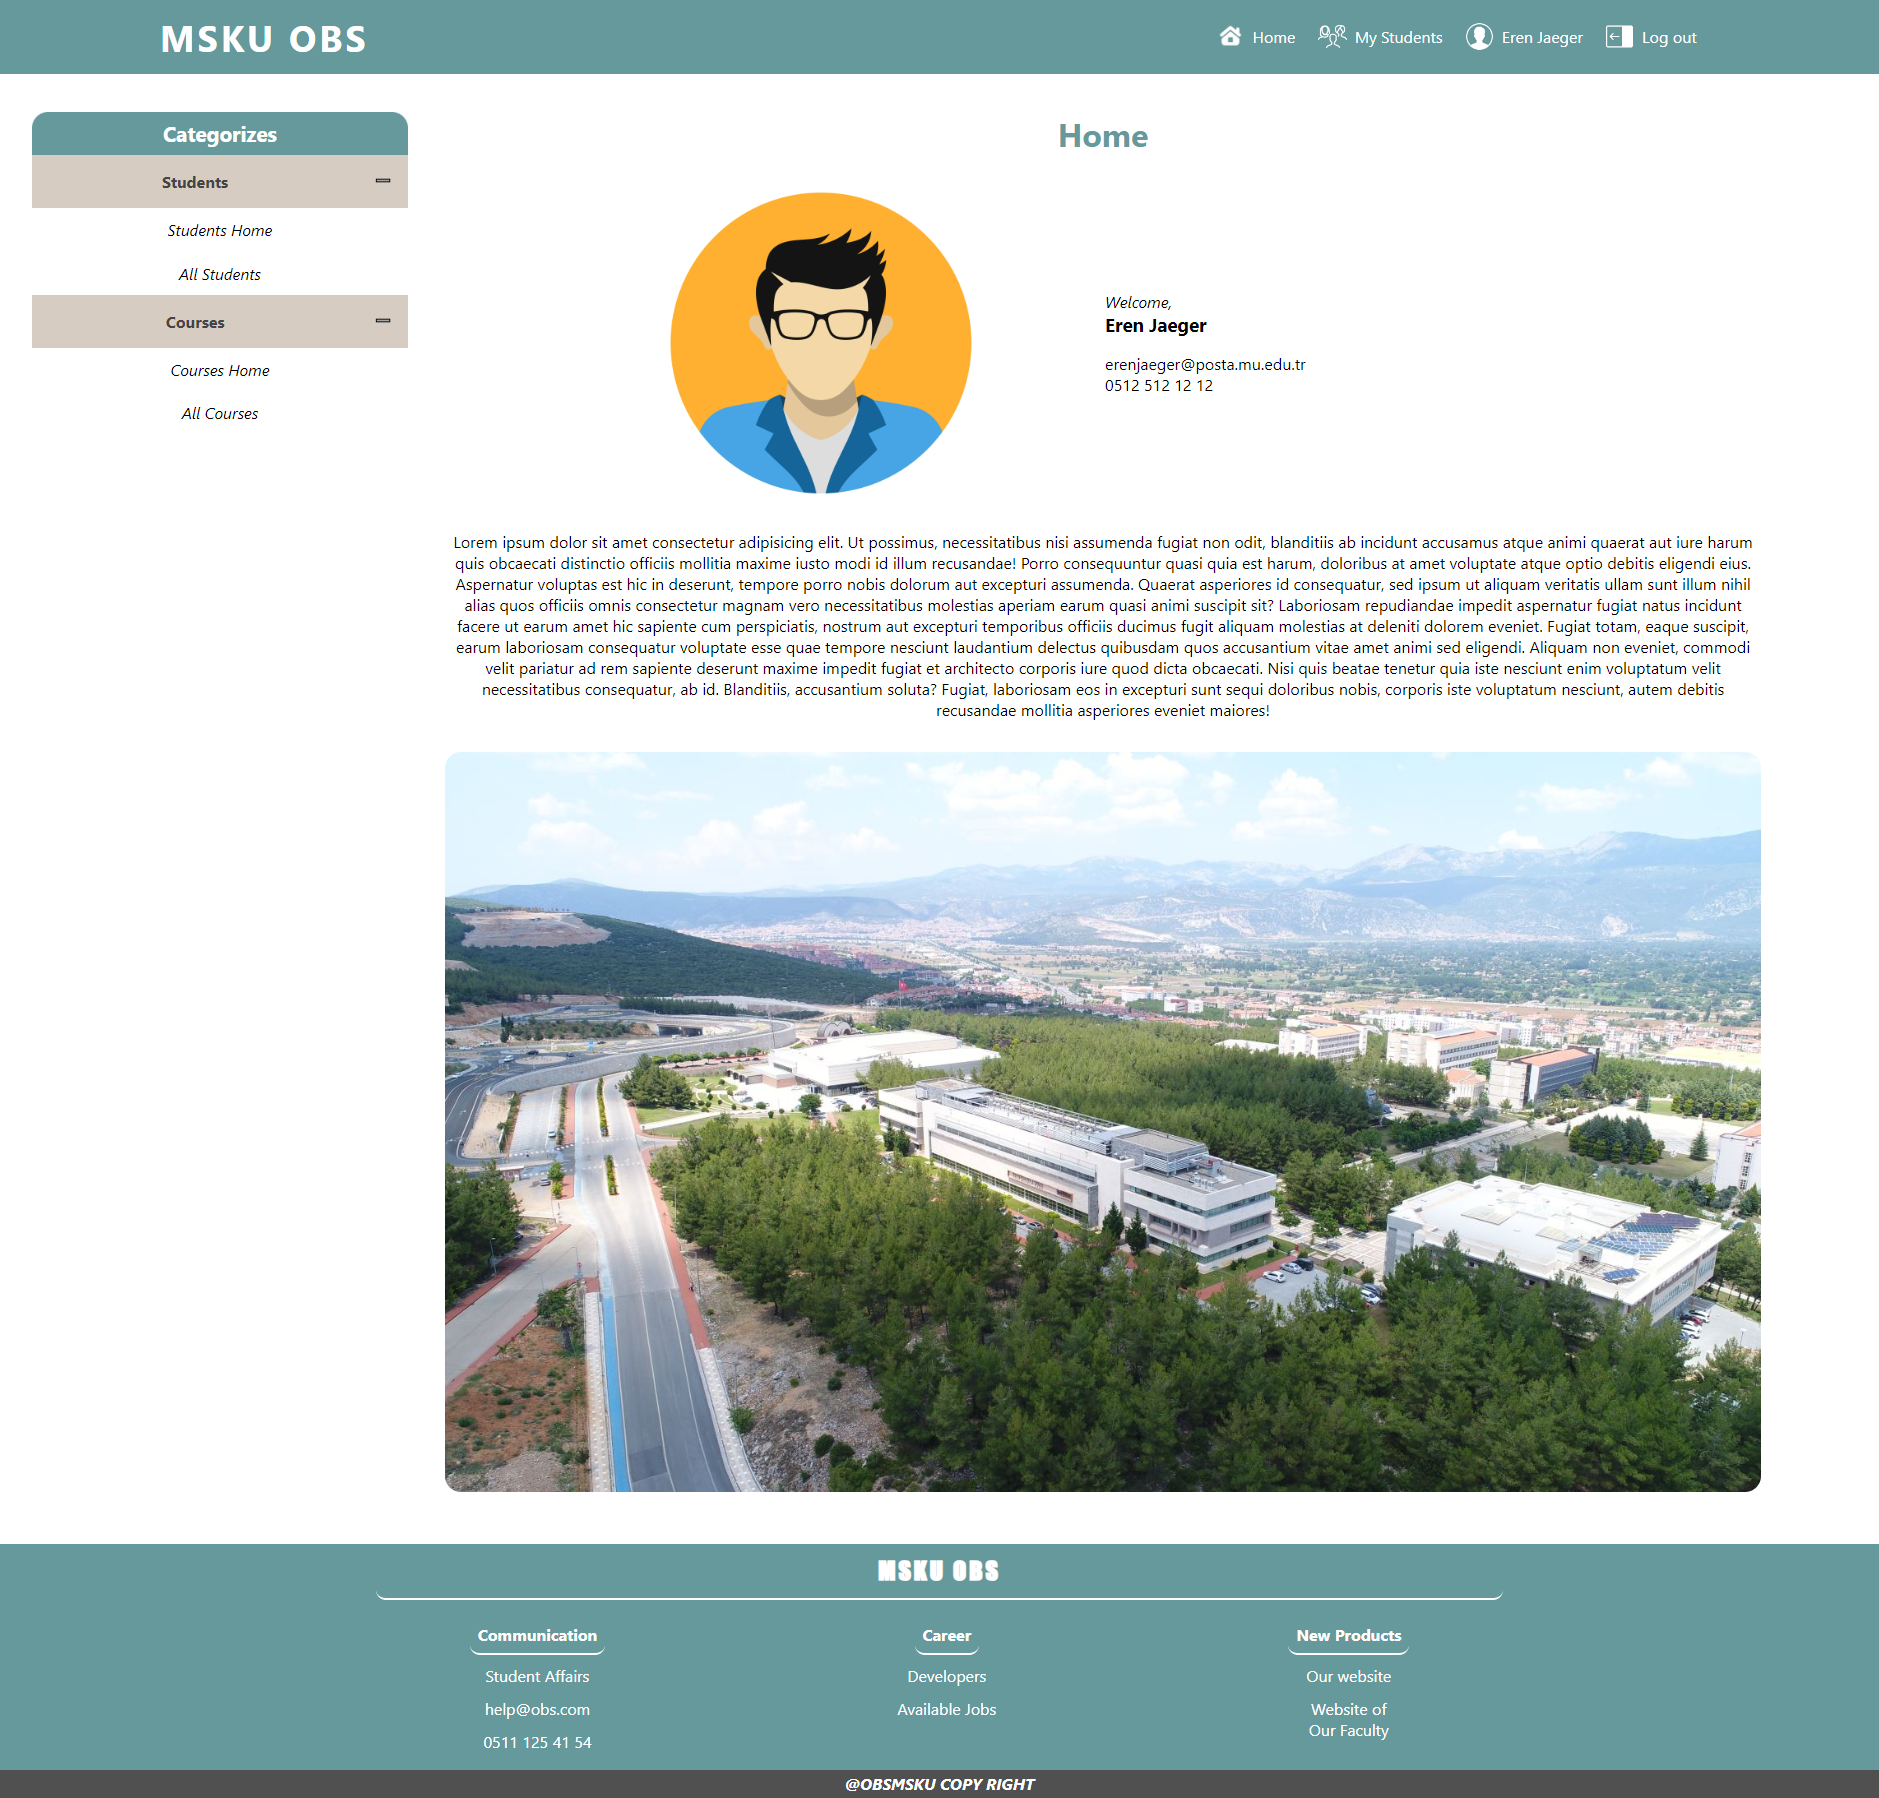 MSKU OBS
Home
My Students
Eren Jaeger
Log out
Categorizes
Students
Students Home
All Students
Courses
Courses Home
All Courses
Home
Welcome,
Eren Jaeger
erenjaeger@posta.mu.edu.tr
0512 512 12 12
Lorem ipsum dolor sit amet consectetur adipisicing elit. Ut possimus, necessitatibus nisi assumenda fugiat non odit, blanditiis ab incidunt accusamus atque animi quaerat aut iure harum
quis obcaecati distinctio officiis mollitia maxime iusto modi id illum recusandae! Porro consequuntur quasi quia est harum, doloribus at amet voluptate atque optio debitis eligendi eius.
Aspernatur voluptas est hic in deserunt, tempore porro nobis dolorum aut excepturi assumenda. Quaerat asperiores id consequatur, sed ipsum ut aliquam veritatis ullam sunt illum nihil
alias quos officiis omnis consectetur magnam vero necessitatibus molestias aperiam earum quasi animi suscipit sit? Laboriosam repudiandae impedit aspernatur fugiat natus incidunt
facere ut earum amet hic sapiente cum perspiciatis, nostrum aut excepturi temporibus officiis ducimus fugit aliquam molestias at deleniti dolorem eveniet. Fugiat totam, eaque suscipit,
earum laboriosam consequatur voluptate esse quae tempore nesciunt laudantium delectus quibusdam quos accusantium vitae amet animi sed eligendi. Aliquam non eveniet, commodi
velit pariatur ad rem sapiente deserunt maxime impedit fugiat et architecto corporis iure quod dicta obcaecati. Nisi quis beatae tenetur quia iste nesciunt enim voluptatum velit
necessitatibus consequatur, ab id. Blanditiis, accusantium soluta? Fugiat, laboriosam eos in excepturi sunt sequi doloribus nobis, corporis iste voluptatum nesciunt, autem debitis
recusandae mollitia asperiores eveniet maiores!
MSKU OBS
Communication
Student Affairs
help@obs.com
0511 125 41 54
Career
Developers
Available Jobs
New Products
Our website
Website of
Our Faculty
@OBSMSKU COPY RIGHT